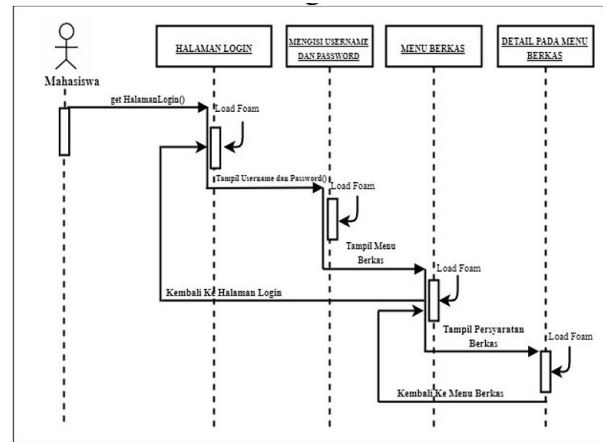 HALAMAN LOGIN
MENGISI USERNAME
DAN PASSWORD
MENU BERKAS
DETAIL PADA MENU
BERKAS
Mahasiswa
get HalamanLogin()
Load Foam
Tampil Username dan Password()
Load Foam
Tampil Menu
Berkas
Load Foam
Kembali Ke Halaman Login
Tampil Persyaratan
Berkas
Load Foam
Kembali Ke Menu Berkas